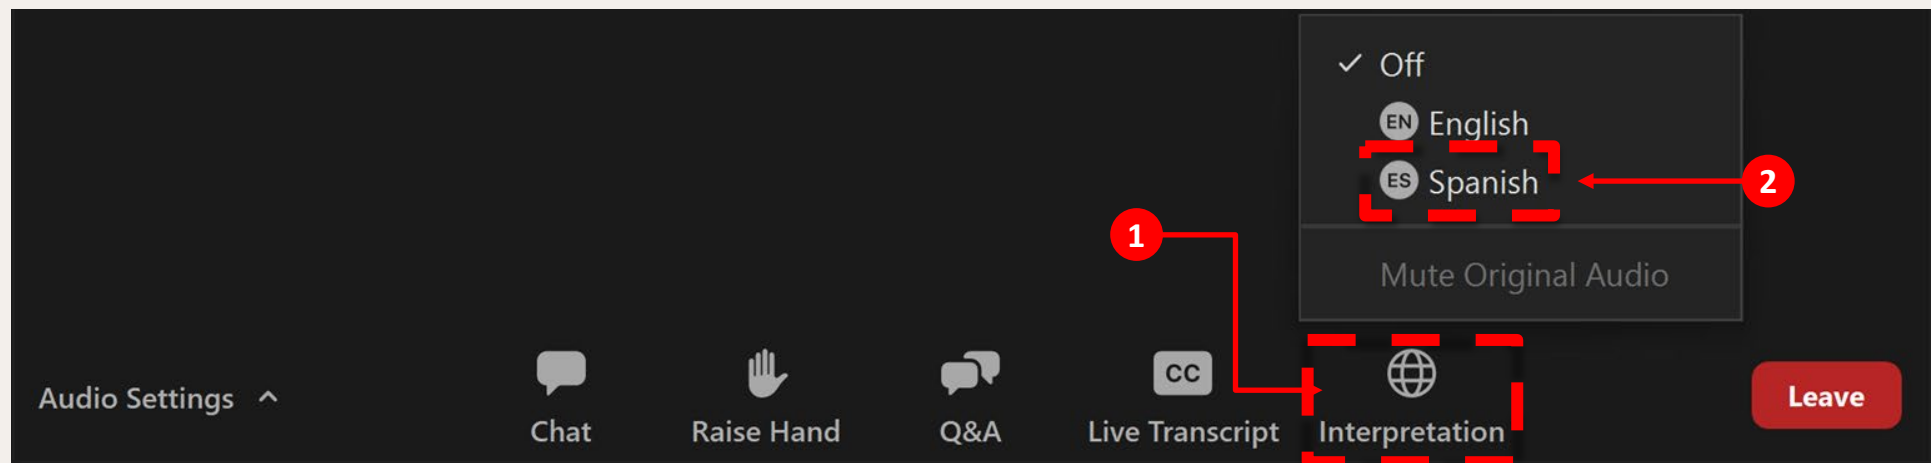 Off
EN English
ES Spanish
2
1
Mute Original Audio
CC
Audio Settings
Chat
Raise Hand
Q&A
Live Transcript
Interpretation
Leave